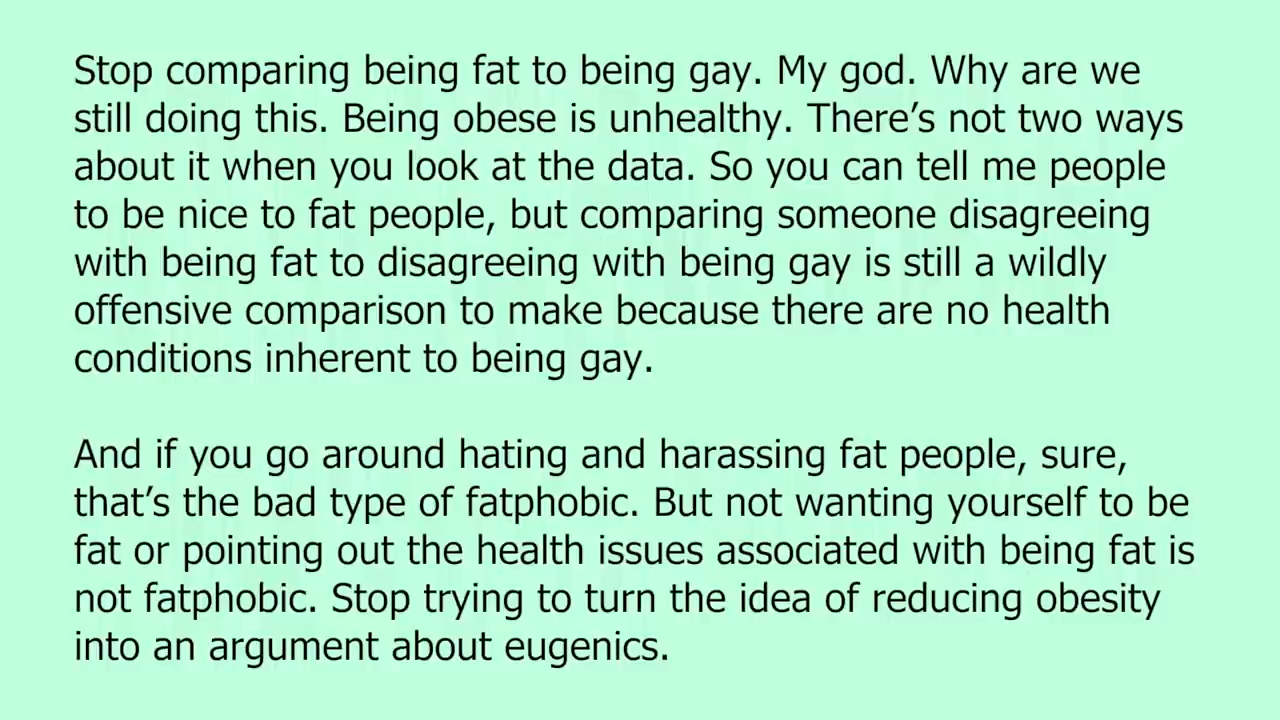 Stop comparing being fat to being gay. My god. Why are we
still doing this. Being obese is unhealthy. There’s not two ways
about it when you look at the data. So you can tell me people
to be nice to fat people, but comparing someone disagreeing
with being fat to disagreeing with being gay is still a wildly
offensive comparison to make because there are no health
conditions inherent to being gay.
And if you go around hating and harassing fat people, sure,
that’s the bad type of fatphobic. But not wanting yourself to be
fat or pointing out the health issues associated with being fat is
not fatphobic. Stop trying to turn the idea of reducing obesity
into an argument about eugenics.